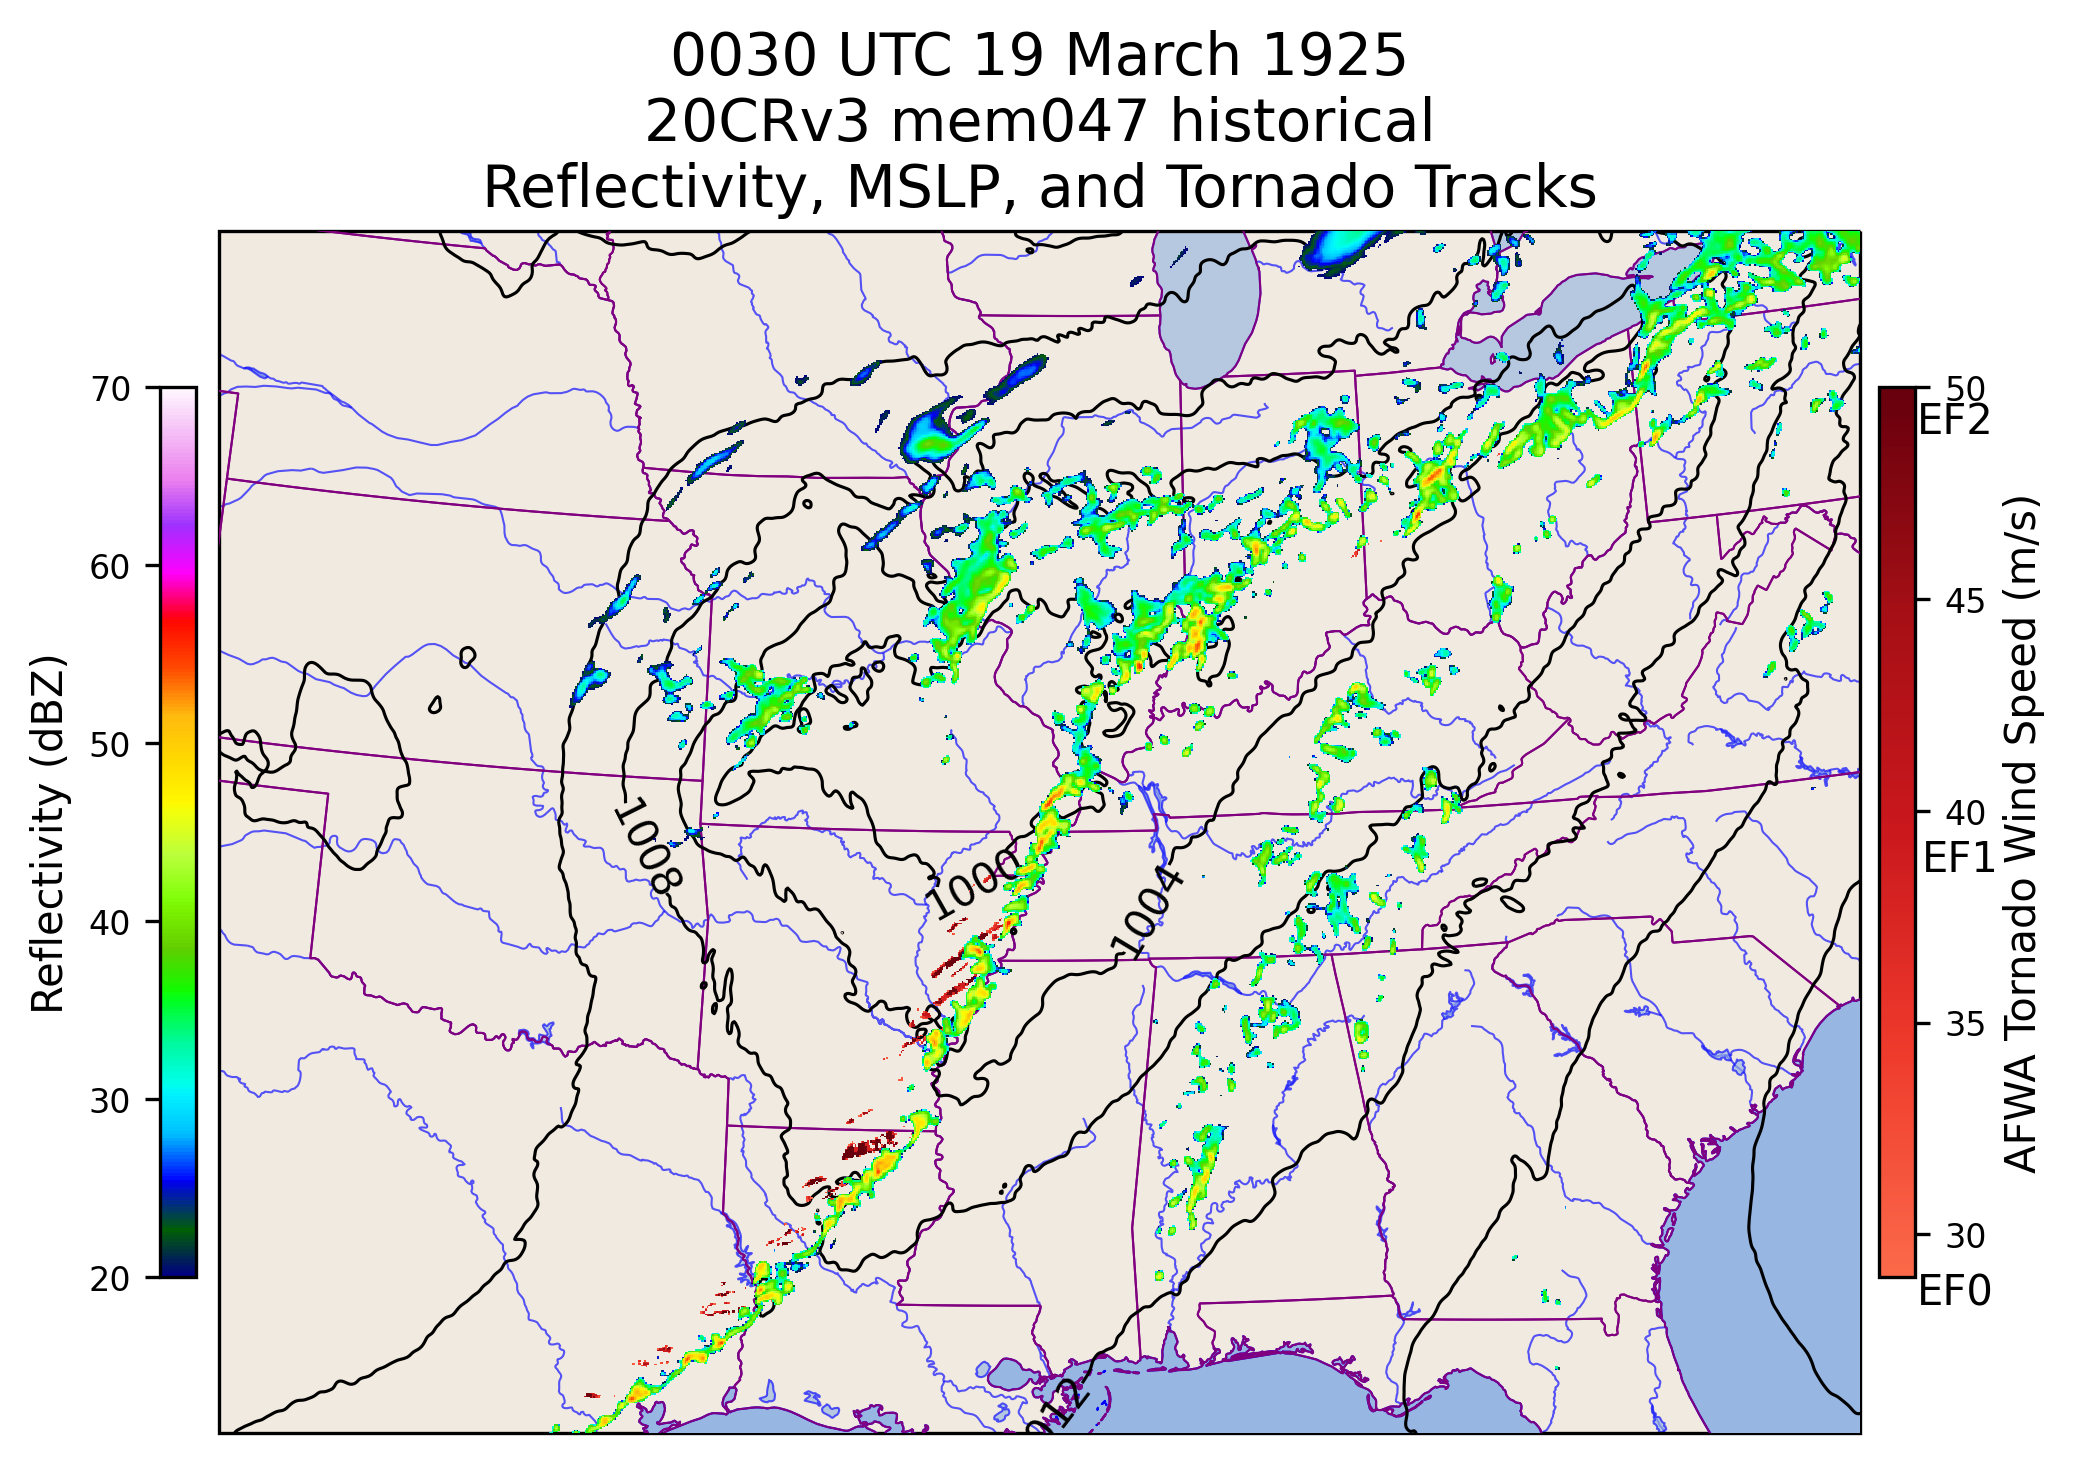 0030 UTC 19 March 1925
20CRv3 mem047 historical
Reflectivity, MSLP, and Tornado Tracks
Reflectivity (dBZ)
70
60
50
40
30
20
1008
1000
1004
1012
AFWA Tornado Wind Speed (m/s)
50
EF2
45
40
EF1
35
30
EF0